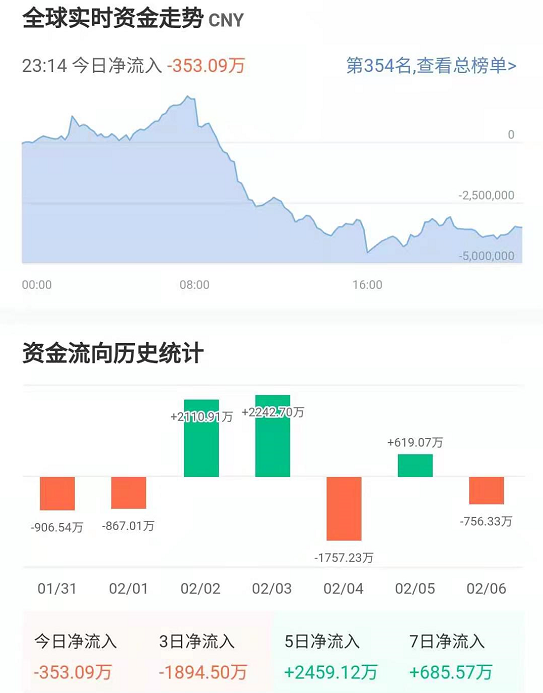 全球实时资金走势 CNY
23:14 今日净流入 -353.09万 第354名,查看总榜单>
0
-2,500,000
-5,000,000
00:00 08:00 16:00
资金流向历史统计
+2110.91万 +2242.70万
+619.07万
-906.54万 -867.01万 -756.33万
-1757.23万
01/31 02/01 02/02 02/03 02/04 02/05 02/06
今日净流入 3日净流入 5日净流入 7日净流入
-353.09万 -1894.50万 +2459.12万 +685.57万